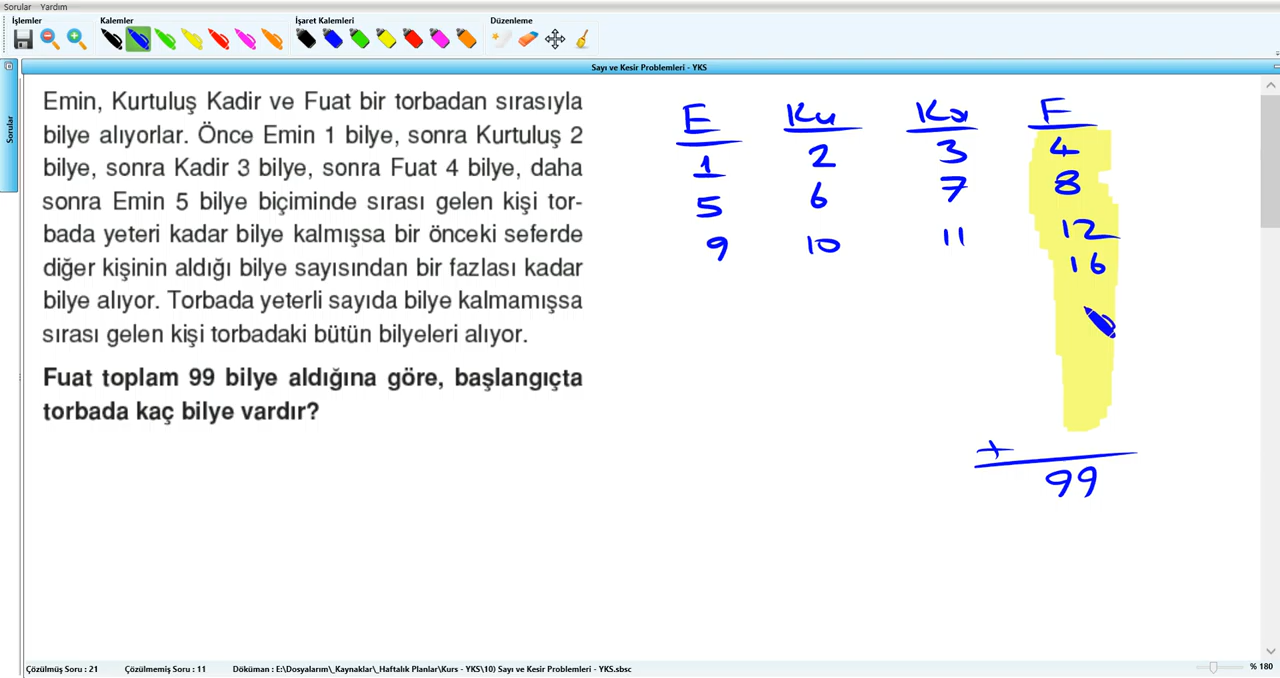 Sorular Yardım
İşlemler Kalemler İşaret Kalemleri Düzenleme
Sayı ve Kesir Problemleri - YKS
Sorular
Emin, Kurtuluş Kadir ve Fuat bir torbadan sırasıyla
bilye alıyorlar. Önce Emin 1 bilye, sonra Kurtuluş 2
bilye, sonra Kadir 3 bilye, sonra Fuat 4 bilye, daha
sonra Emin 5 bilye biçiminde sırası gelen kişi tor-
bada yeteri kadar bilye kalmışsa bir önceki seferde
diğer kişinin aldığı bilye sayısından bir fazlası kadar
bilye alıyor. Torbada yeterli sayıda bilye kalmamışsa
sırası gelen kişi torbadaki bütün bilyeleri alıyor.
Fuat toplam 99 bilye aldığına göre, başlangıçta
torbada kaç bilye vardır?
E Ku Ka F
1 2 3 4
5 6 7 8
9 10 11 12
16
+
99
Çözülmüş Soru : 21 Çözülmemiş Soru : 11 Döküman : E:\Dosyalarım\_Kaynaklar\_Haftalık Planlar\Kurs - YKS\10) Sayı ve Kesir Problemleri - YKS.sbsc % 180